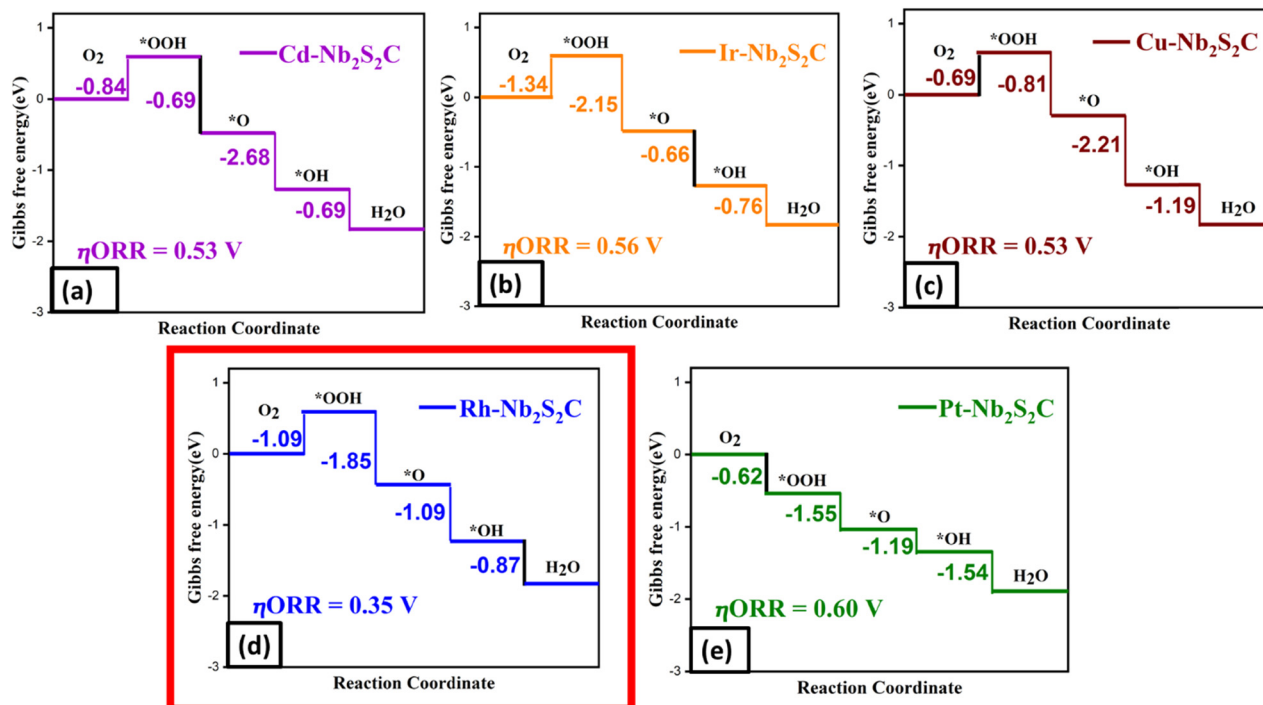 Gibbs free energy(eV)
1
0
-1
-2
-3
O₂
-0.84
*OOH
-0.69
*O
-2.68
*OH
-0.69
H₂O
Cd-Nb₂S₂C
ηORR = 0.53 V
(a)
Reaction Coordinate
Gibbs free energy(eV)
1
0
-1
-2
-3
O₂
-1.34
*OOH
-2.15
*O
-0.66
*OH
-0.76
H₂O
Ir-Nb₂S₂C
ηORR = 0.56 V
(b)
Reaction Coordinate
Gibbs free energy(eV)
1
0
-1
-2
-3
O₂
-0.69
*OOH
-0.81
*O
-2.21
*OH
-1.19
H₂O
Cu-Nb₂S₂C
ηORR = 0.53 V
(c)
Reaction Coordinate
Gibbs free energy(eV)
1
0
-1
-2
-3
O₂
-1.09
*OOH
-1.85
*O
-1.09
*OH
-0.87
H₂O
Rh-Nb₂S₂C
ηORR = 0.35 V
(d)
Reaction Coordinate
Gibbs free energy(eV)
1
0
-1
-2
-3
O₂
-0.62
*OOH
-1.55
*O
-1.19
*OH
-1.54
H₂O
Pt-Nb₂S₂C
ηORR = 0.60 V
(e)
Reaction Coordinate